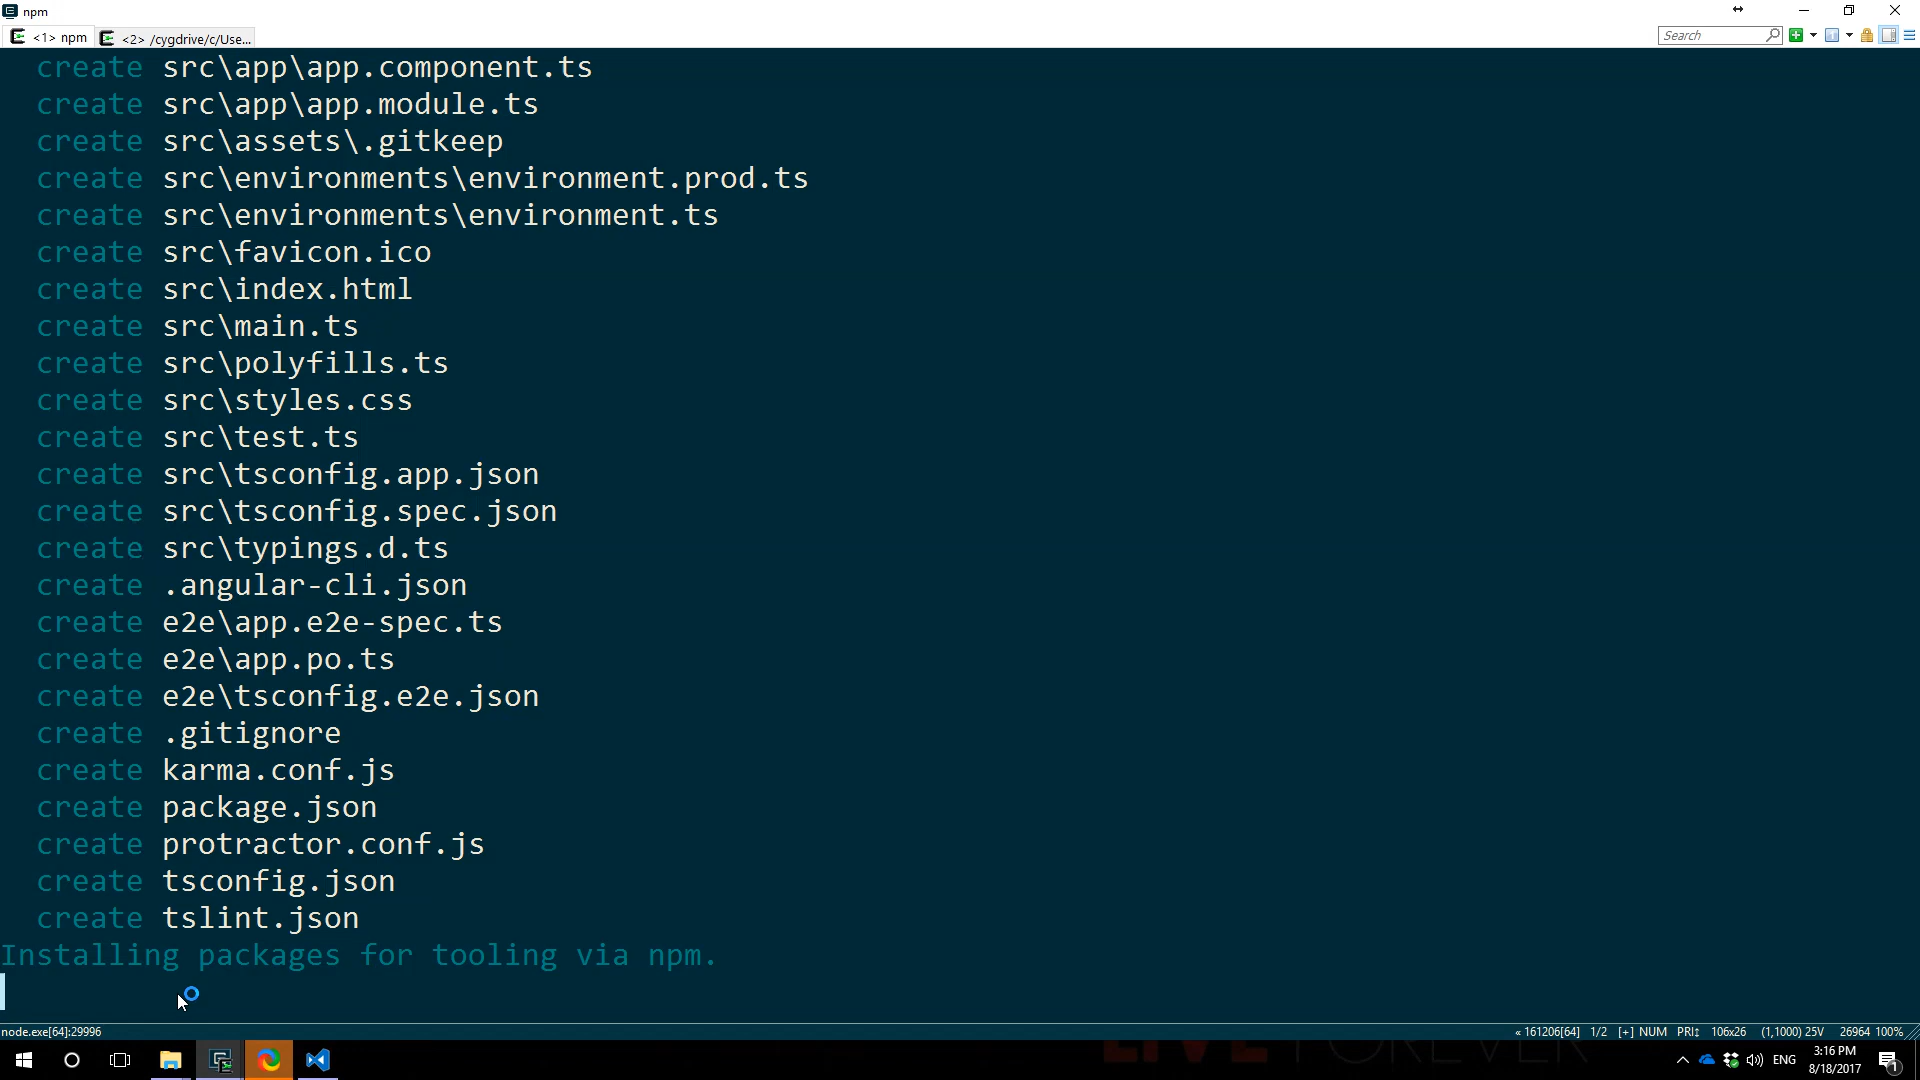 npm
<1> npm
<2> /cygdrive/c/Use...
Search
create src\app\app.component.ts
create src\app\app.module.ts
create src\assets\.gitkeep
create src\environments\environment.prod.ts
create src\environments\environment.ts
create src\favicon.ico
create src\index.html
create src\main.ts
create src\polyfills.ts
create src\styles.css
create src\test.ts
create src\tsconfig.app.json
create src\tsconfig.spec.json
create src\typings.d.ts
create .angular-cli.json
create e2e\app.e2e-spec.ts
create e2e\app.po.ts
create e2e\tsconfig.e2e.json
create .gitignore
create karma.conf.js
create package.json
create protractor.conf.js
create tsconfig.json
create tslint.json
Installing packages for tooling via npm.
node.exe[64]:29996
« 161206[64] 1/2 [+] NUM PRI↕ 106x26 (1,1000) 25V 26964 100%
LIVE FOREVER
ENG
3:16 PM
8/18/2017
1